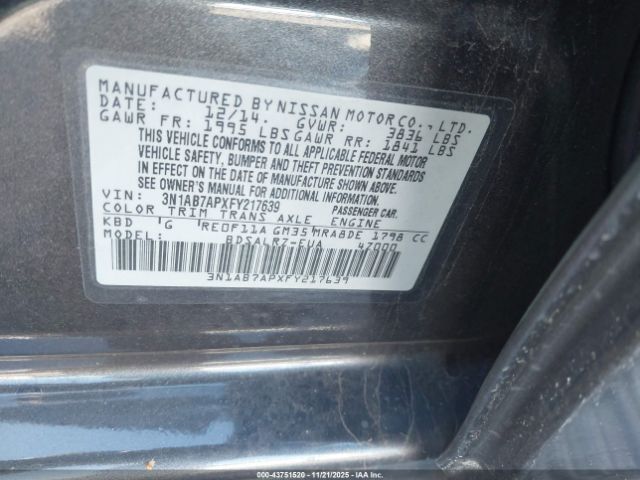 MANUFACTURED BY NISSAN MOTOR CO., LTD.
DATE: 12/14. GVWR: 3836 LBS
GAWR FR: 1995 LBS GAWR RR: 1841 LBS
THIS VEHICLE CONFORMS TO ALL APPLICABLE FEDERAL MOTOR
VEHICLE SAFETY, BUMPER AND THEFT PREVENTION STANDARDS
IN EFFECT ON THE DATE OF MANUFACTURE SHOWN ABOVE.
SEE OWNER'S MANUAL FOR ADDITIONAL INFORMATION
VIN: 3N1AB7APXFY217639 PASSENGER CAR.
COLOR TRIM TRANS AXLE ENGINE
KBD G RE0F11A GM35 MRA8DE 1798 CC
MODEL: BDSALRZ-EUA 47000
3N1AB7APXFY217639
000-43751520 11/21/2025 IAAI.COM